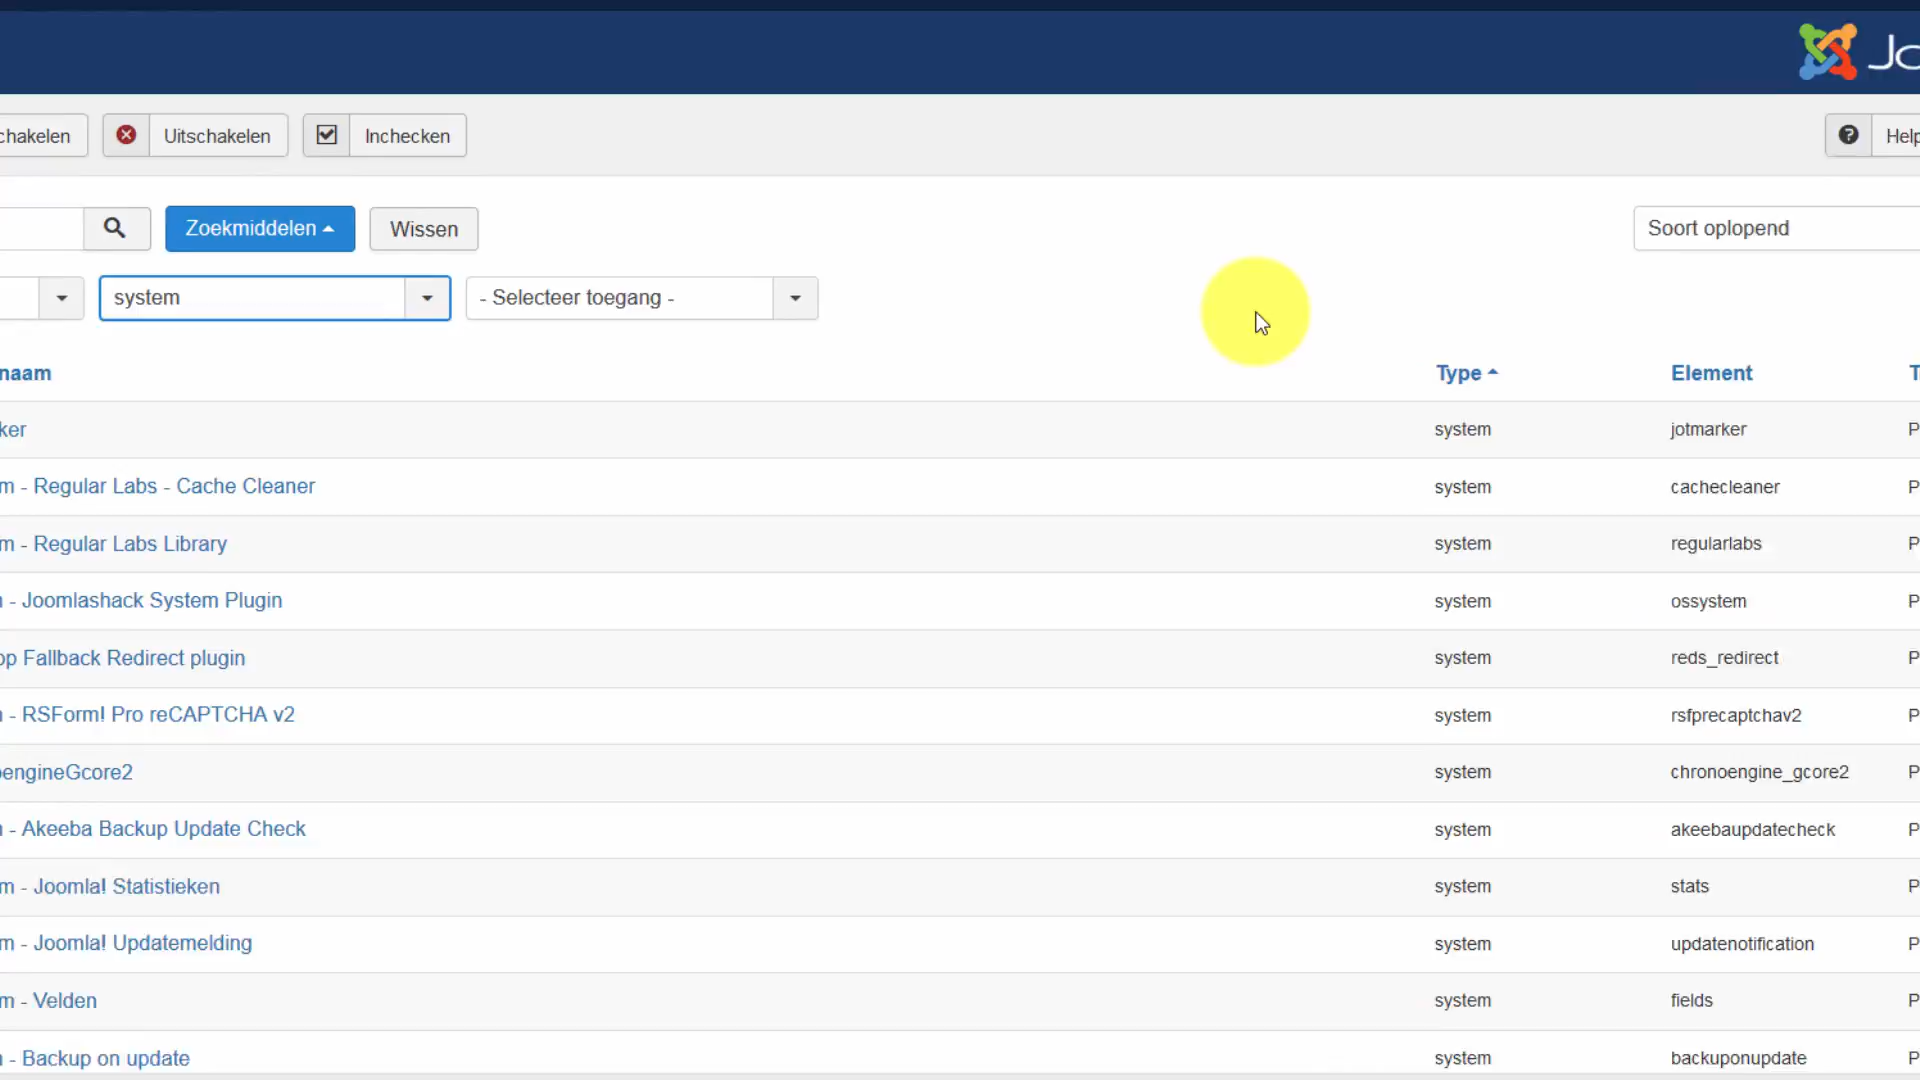 Jo
chakelen Uitschakelen Inchecken Help
Zoekmiddelen Wissen Soort oplopend
system - Selecteer toegang -
naam Type Element T
ker system jotmarker P
m - Regular Labs - Cache Cleaner system cachecleaner P
m - Regular Labs Library system regularlabs P
- Joomlashack System Plugin system ossystem P
op Fallback Redirect plugin system reds_redirect P
- RSForm! Pro reCAPTCHA v2 system rsfprecaptchav2 P
oengineGcore2 system chronoengine_gcore2 P
- Akeeba Backup Update Check system akeebaupdatecheck P
m - Joomla! Statistieken system stats P
m - Joomla! Updatemelding system updatenotification P
m - Velden system fields P
- Backup on update system backuponupdate P